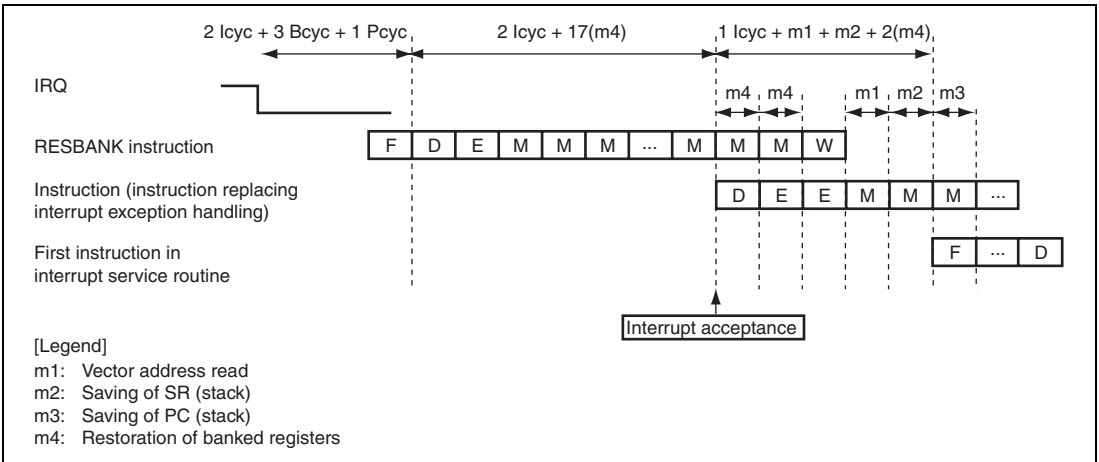 2 Icyc + 3 Bcyc + 1 Pcyc 2 Icyc + 17(m4) 1 Icyc + m1 + m2 + 2(m4)
IRQ
m4 m4 m1 m2 m3
RESBANK instruction F D E M M M ... M M M W
Instruction (instruction replacing
interrupt exception handling) D E E M M M ...
First instruction in
interrupt service routine F ... D
Interrupt acceptance
[Legend]
m1: Vector address read
m2: Saving of SR (stack)
m3: Saving of PC (stack)
m4: Restoration of banked registers